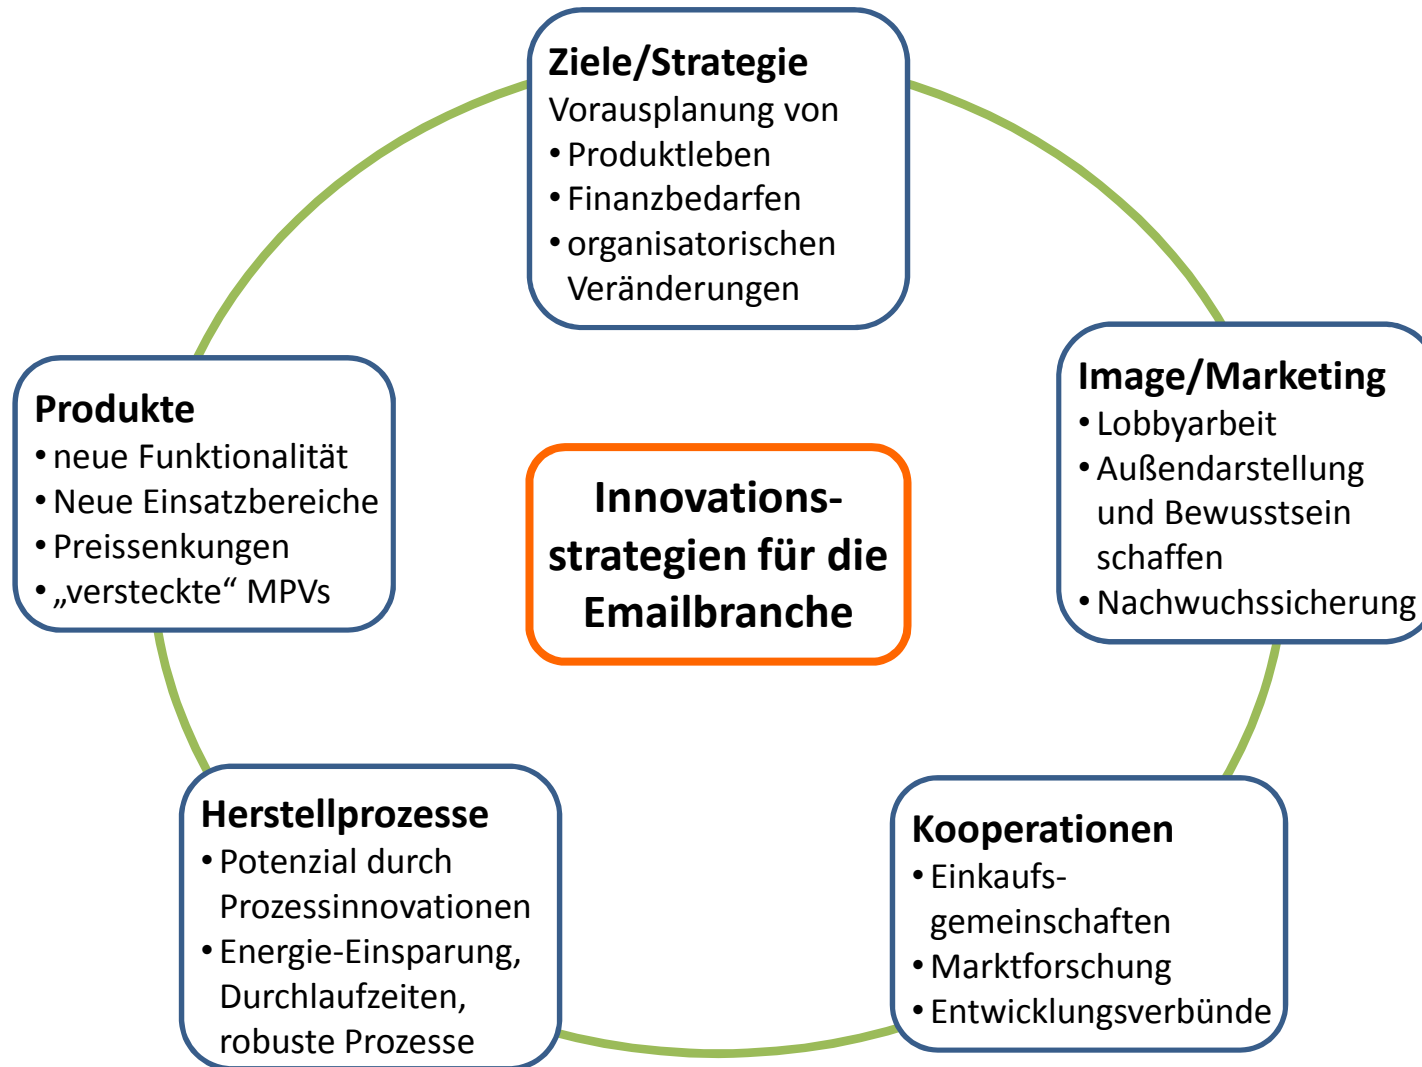 Ziele/Strategie
Vorausplanung von
• Produktleben
• Finanzbedarfen
• organisatorischen
Veränderungen
Image/Marketing
• Lobbyarbeit
• Außendarstellung
und Bewusstsein
schaffen
• Nachwuchssicherung
Produkte
• neue Funktionalität
• Neue Einsatzbereiche
• Preissenkungen
• „versteckte“ MPVs
Innovations-
strategien für die
Emailbranche
Herstellprozesse
• Potenzial durch
Prozessinnovationen
• Energie-Einsparung,
Durchlaufzeiten,
robuste Prozesse
Kooperationen
• Einkaufs-
gemeinschaften
• Marktforschung
• Entwicklungsverbünde